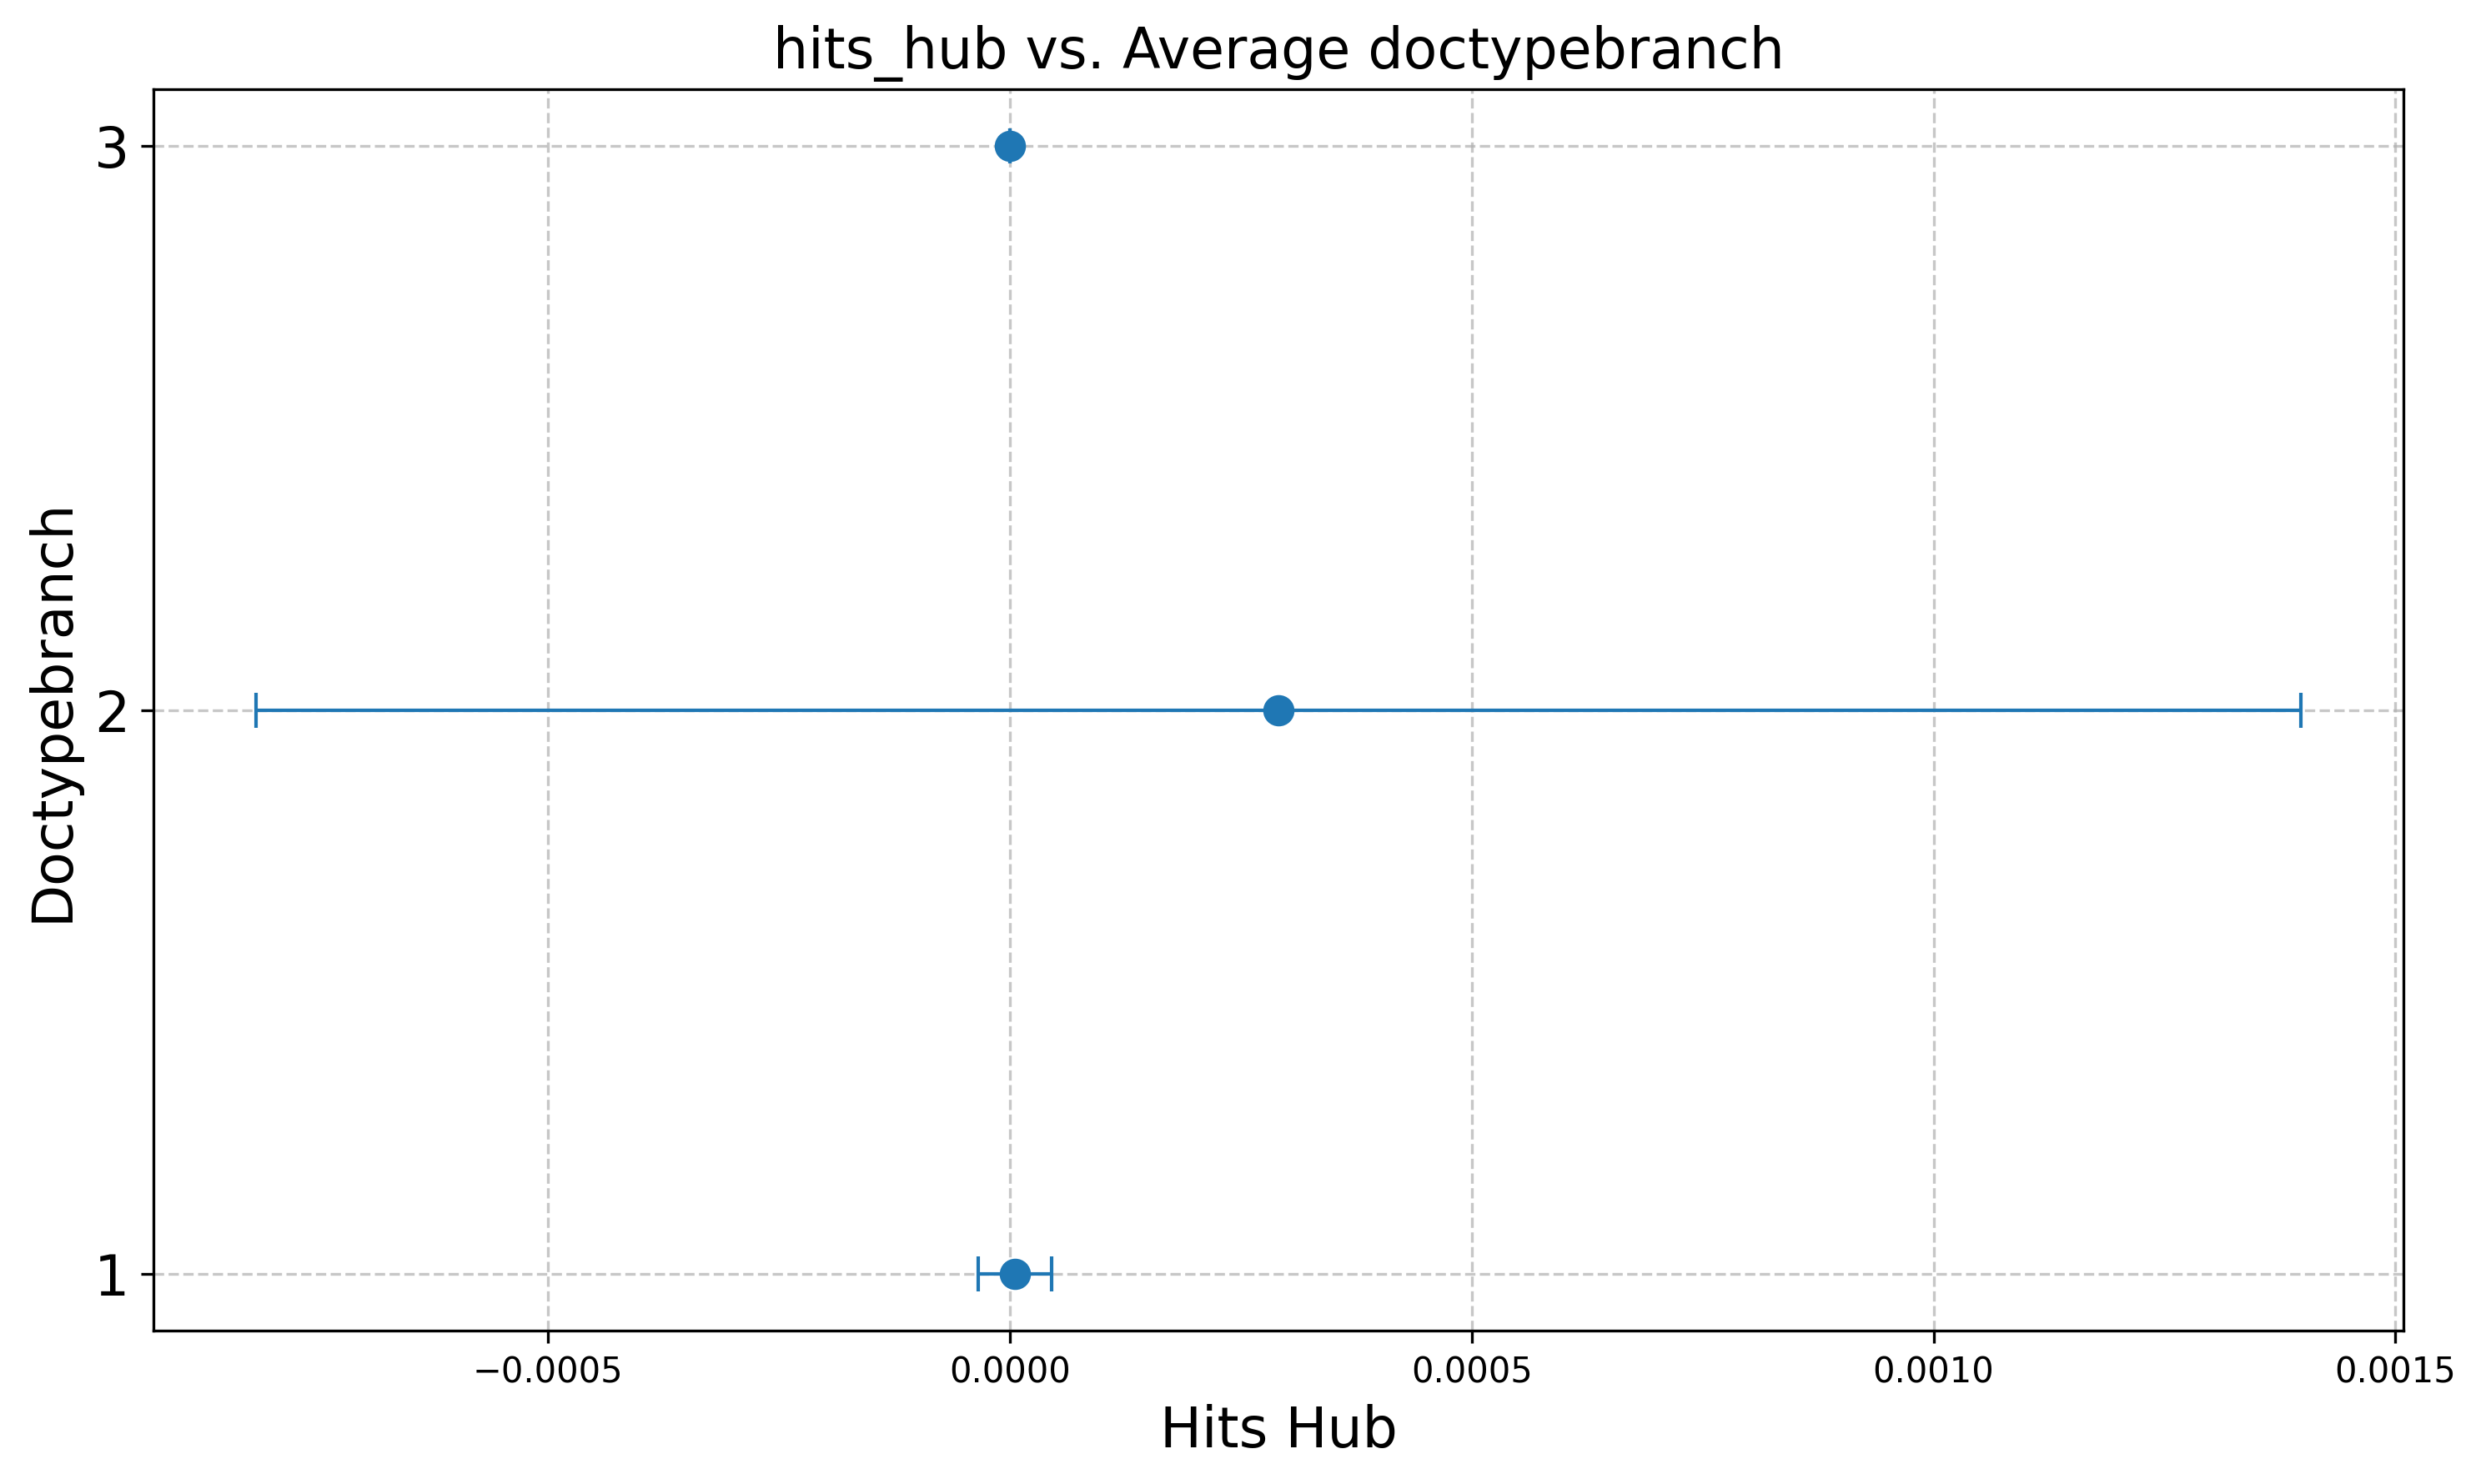 hits_hub vs. Average doctypebranch
3
2
1
Doctypebranch
−0.0005 0.0000 0.0005 0.0010 0.0015
Hits Hub